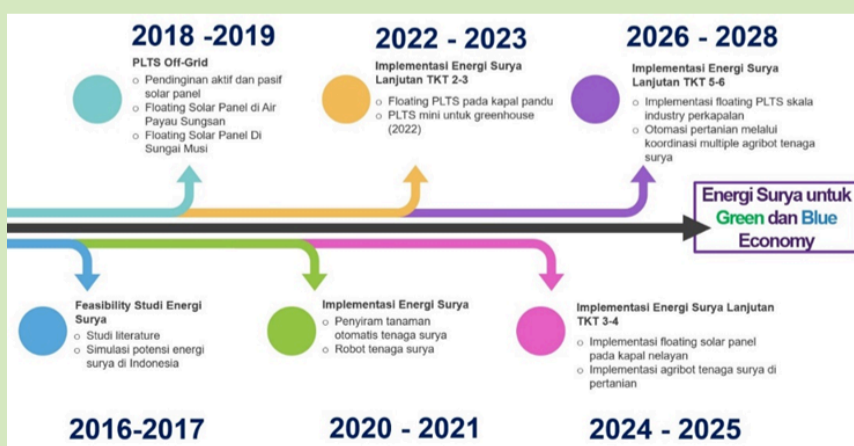 2018 -2019
PLTS Off-Grid
o Pendinginan aktif dan pasif
solar panel
o Floating Solar Panel di Air
Payau Sungsan
o Floating Solar Panel Di
Sungai Musi
2022 - 2023
Implementasi Energi Surya
Lanjutan TKT 2-3
o Floating PLTS pada kapal pandu
o PLTS mini untuk greenhouse
(2022)
2026 - 2028
Implementasi Energi Surya
Lanjutan TKT 5-6
o Implementasi floating PLTS skala
industry perkapalan
o Otomasi pertanian melalui
koordinasi multiple agribot tenaga
surya
Energi Surya untuk
Green dan Blue
Economy
Feasibility Studi Energi
Surya
o Studi literature
o Simulasi potensi energi
surya di Indonesia
2016-2017
Implementasi Energi Surya
o Penyiram tanaman
otomatis tenaga surya
o Robot tenaga surya
2020 - 2021
Implementasi Energi Surya Lanjutan
TKT 3-4
o Implementasi floating solar panel
pada kapal nelayan
o Implementasi agribot tenaga surya di
pertanian
2024 - 2025